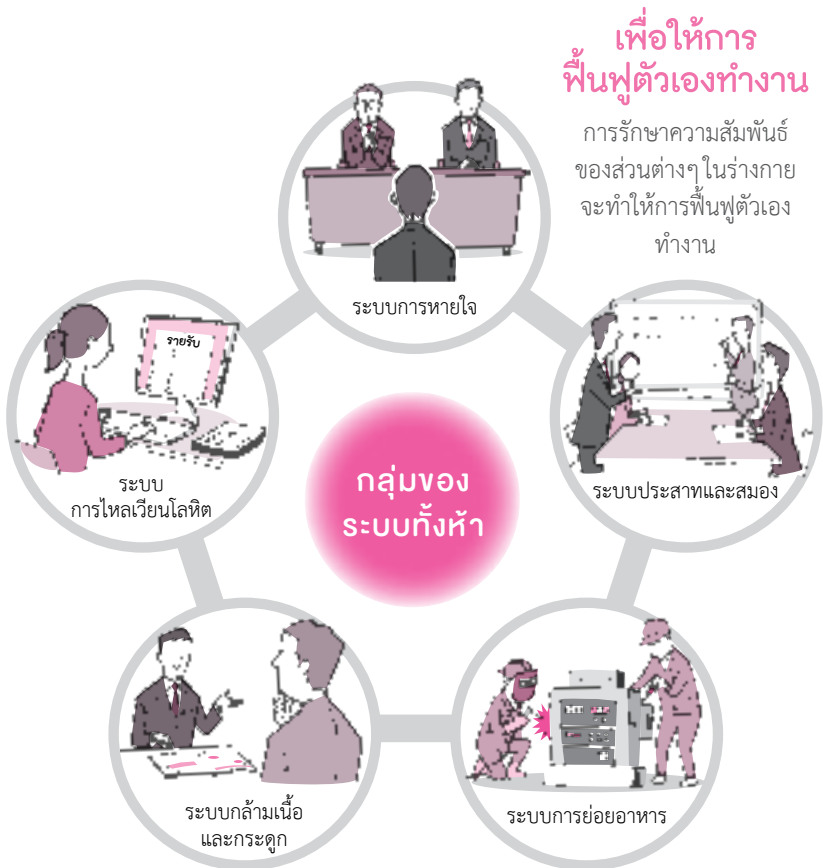 เพื่อให้การ
ฟื้นฟูตัวเองทำงาน
การรักษาความสัมพันธ์
ของส่วนต่างๆ ในร่างกาย
จะทำให้การฟื้นฟูตัวเอง
ทำงาน
ระบบการหายใจ
รายรับ
ระบบ
การไหลเวียนโลหิต
ระบบประสาทและสมอง
กลุ่มของ
ระบบทั้งห้า
ระบบกล้ามเนื้อ
และกระดูก
ระบบการย่อยอาหาร